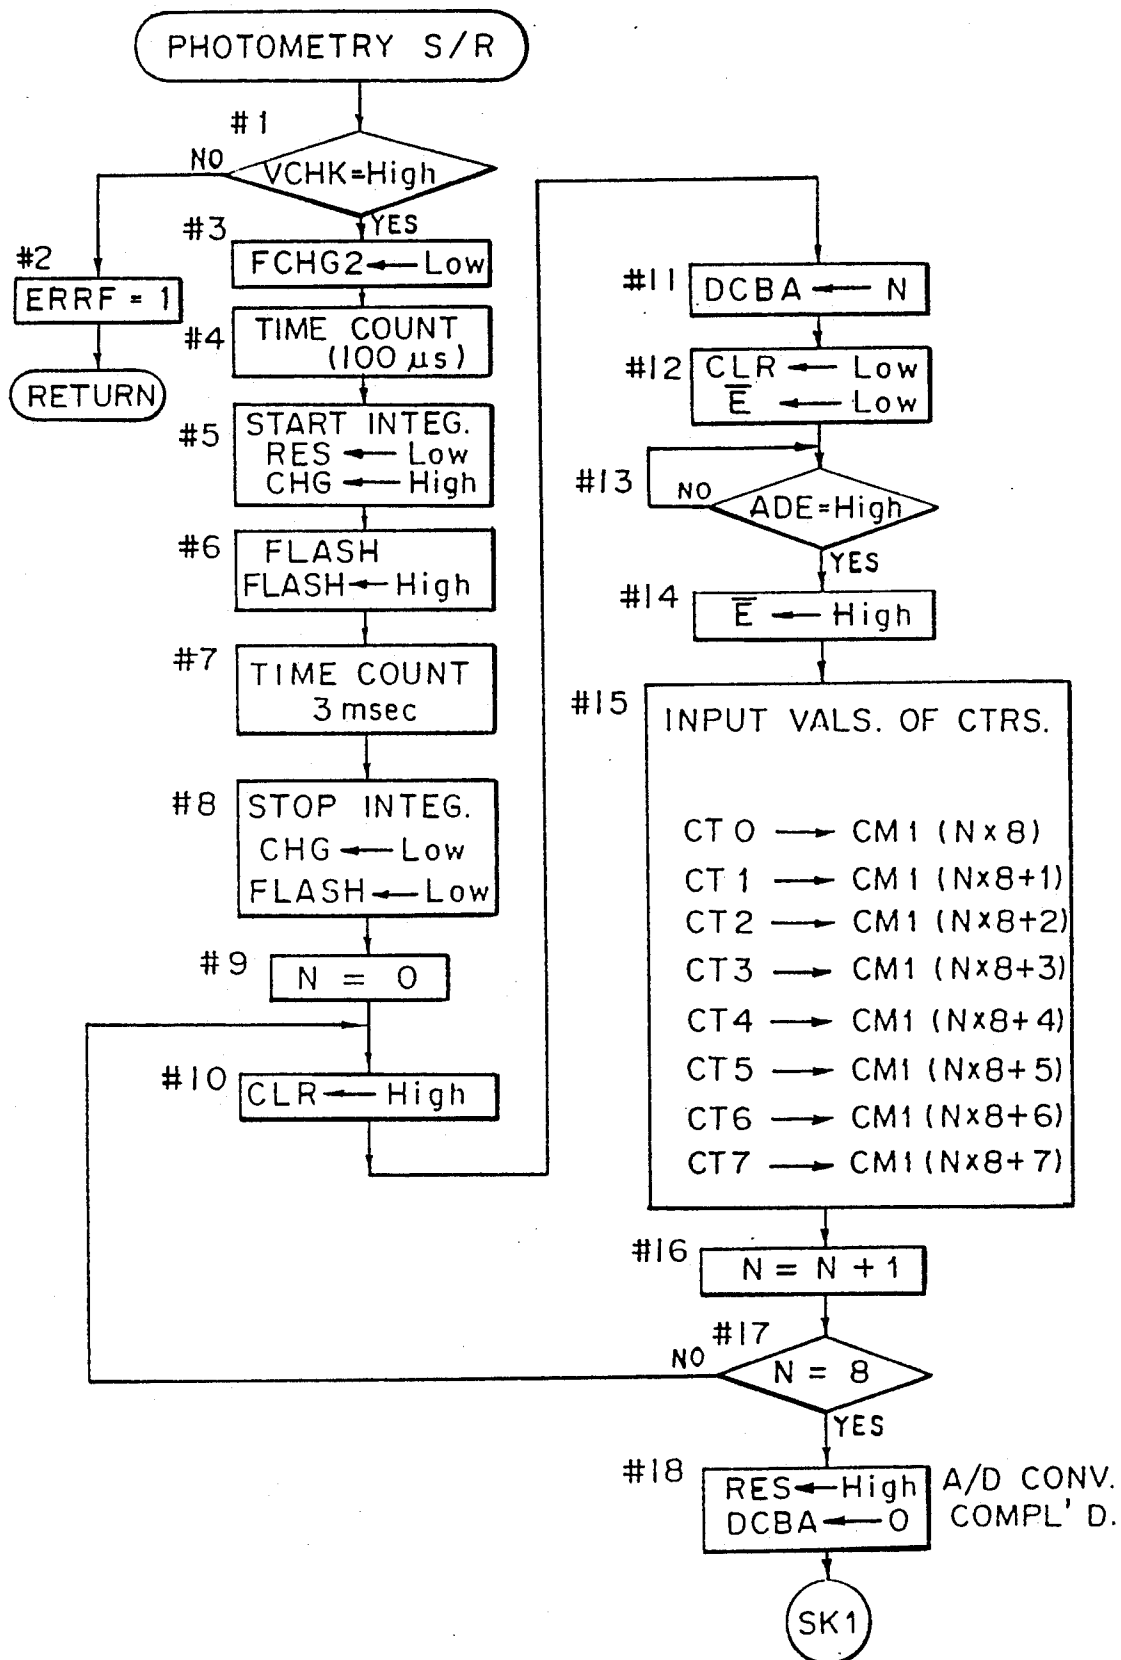 PHOTOMETRY S/R
#1
VCHK=High
NO
YES
#2
ERRF = 1
RETURN
#3
FCHG2 ← Low
#4
TIME COUNT
(100 μs)
#5
START INTEG.
RES ← Low
CHG ← High
#6
FLASH
FLASH ← High
#7
TIME COUNT
3 msec
#8
STOP INTEG.
CHG ← Low
FLASH ← Low
#9
N = 0
#10
CLR ← High
#11
DCBA ← N
#12
CLR ← Low
E̅ ← Low
#13
NO
ADE=High
YES
#14
E̅ ← High
#15
INPUT VALS. OF CTRS.
CT0 → CM1 (N×8)
CT1 → CM1 (N×8+1)
CT2 → CM1 (N×8+2)
CT3 → CM1 (N×8+3)
CT4 → CM1 (N×8+4)
CT5 → CM1 (N×8+5)
CT6 → CM1 (N×8+6)
CT7 → CM1 (N×8+7)
#16
N = N + 1
#17
NO
N = 8
YES
#18
RES ← High
DCBA ← 0
A/D CONV.
COMPL'D.
SK1